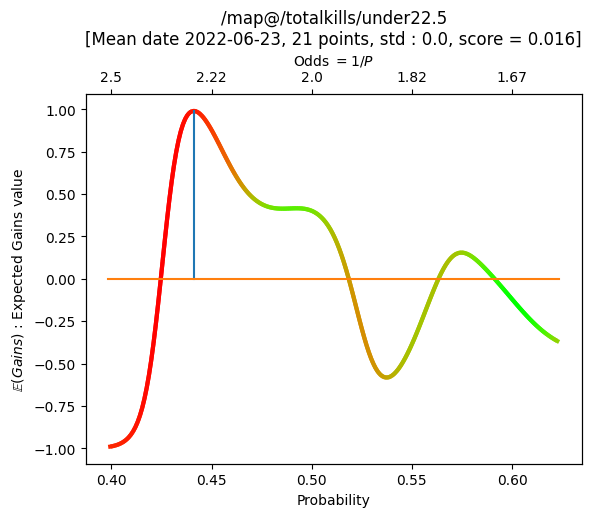 /map@/totalkills/under22.5
[Mean date 2022-06-23, 21 points, std : 0.0, score = 0.016]
Odds = 1/P
2.5 2.22 2.0 1.82 1.67
1.00
0.75
0.50
0.25
0.00
−0.25
−0.50
−0.75
−1.00
𝔼(Gains) : Expected Gains value
0.40 0.45 0.50 0.55 0.60
Probability